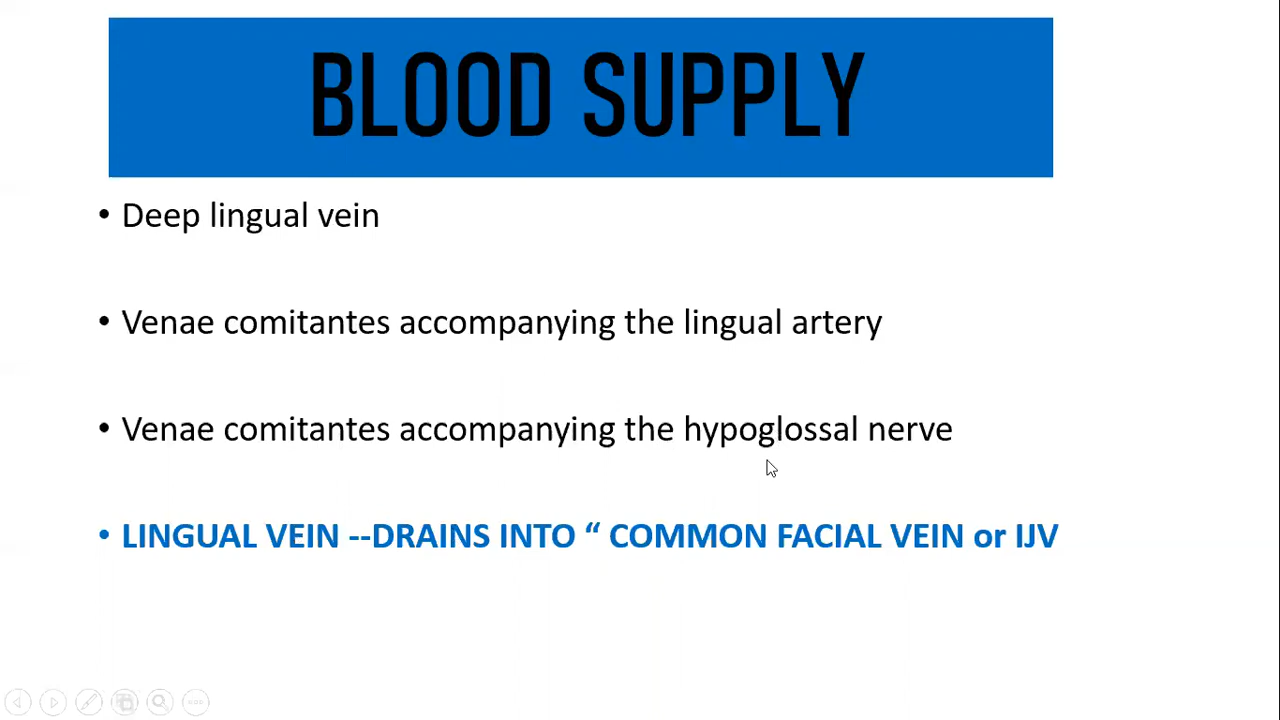 BLOOD SUPPLY
• Deep lingual vein
• Venae comitantes accompanying the lingual artery
• Venae comitantes accompanying the hypoglossal nerve
• LINGUAL VEIN --DRAINS INTO “ COMMON FACIAL VEIN or IJV